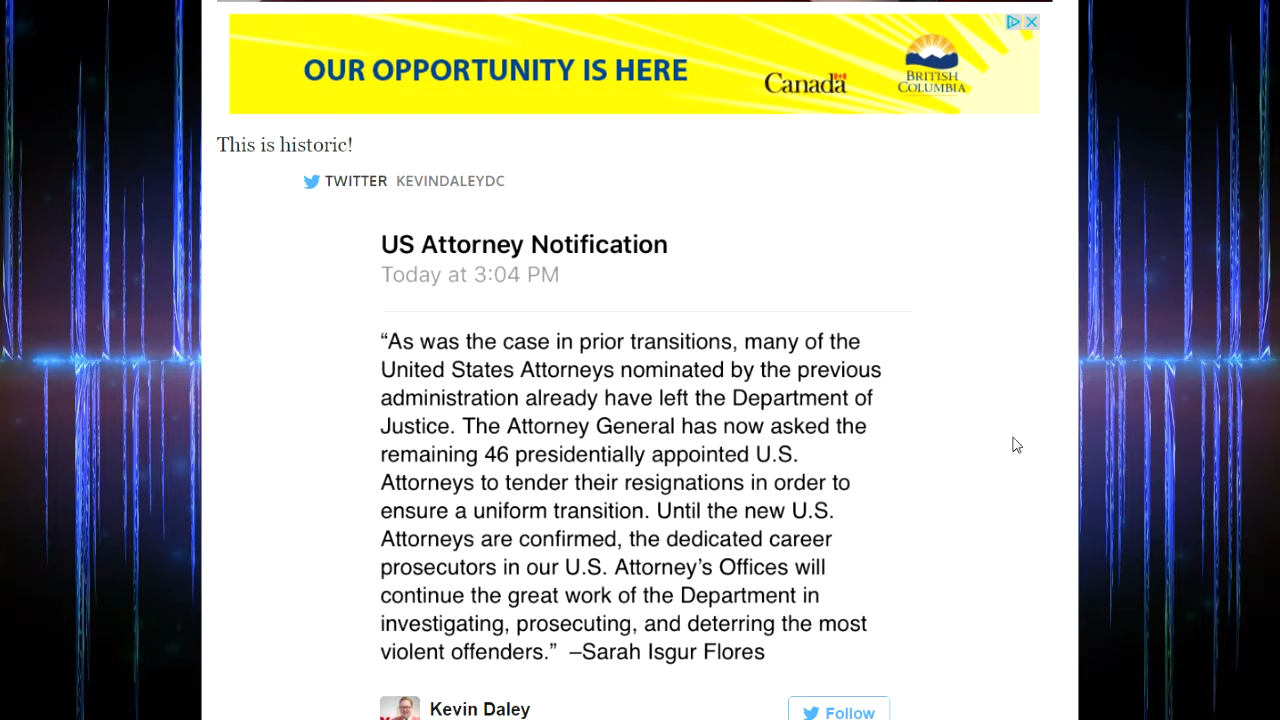 OUR OPPORTUNITY IS HERE
Canada
BRITISH
COLUMBIA
This is historic!
TWITTER KEVINDALEYDC
US Attorney Notification
Today at 3:04 PM
“As was the case in prior transitions, many of the
United States Attorneys nominated by the previous
administration already have left the Department of
Justice. The Attorney General has now asked the
remaining 46 presidentially appointed U.S.
Attorneys to tender their resignations in order to
ensure a uniform transition. Until the new U.S.
Attorneys are confirmed, the dedicated career
prosecutors in our U.S. Attorney’s Offices will
continue the great work of the Department in
investigating, prosecuting, and deterring the most
violent offenders.” –Sarah Isgur Flores
Kevin Daley
Follow